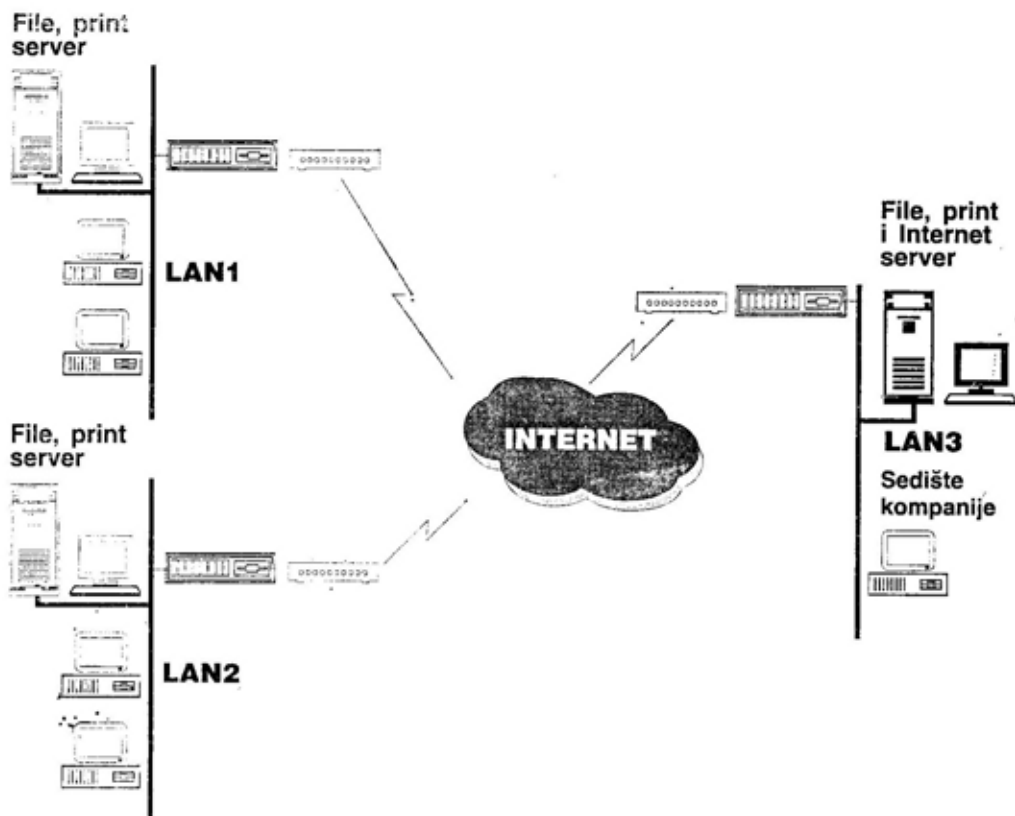 File, print
server
LAN1
File, print
i Internet
server
INTERNET
LAN3
Sedište
kompanije
File, print
server
LAN2